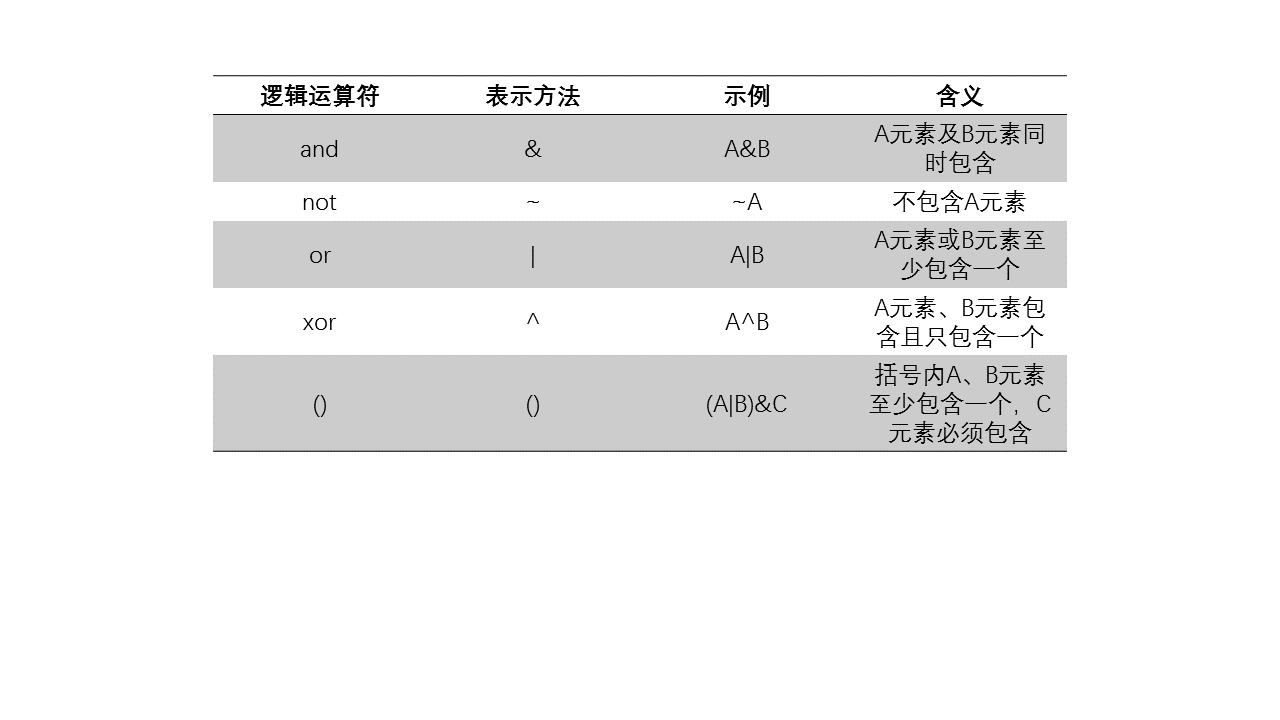 逻辑运算符 表示方法 示例 含义
and & A&B A元素及B元素同
时包含
not ~ ~A 不包含A元素
or | A|B A元素或B元素至
少包含一个
xor ^ A^B A元素、B元素包
含且只包含一个
() () (A|B)&C 括号内A、B元素
至少包含一个，C
元素必须包含